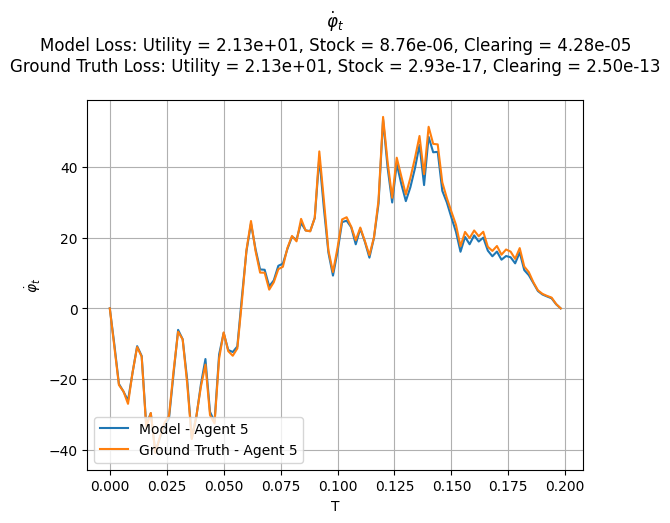 φ̇_t
Model Loss: Utility = 2.13e+01, Stock = 8.76e-06, Clearing = 4.28e-05
Ground Truth Loss: Utility = 2.13e+01, Stock = 2.93e-17, Clearing = 2.50e-13
φ̇_t
40
20
0
−20
−40
Model - Agent 5
Ground Truth - Agent 5
0.000 0.025 0.050 0.075 0.100 0.125 0.150 0.175 0.200
T